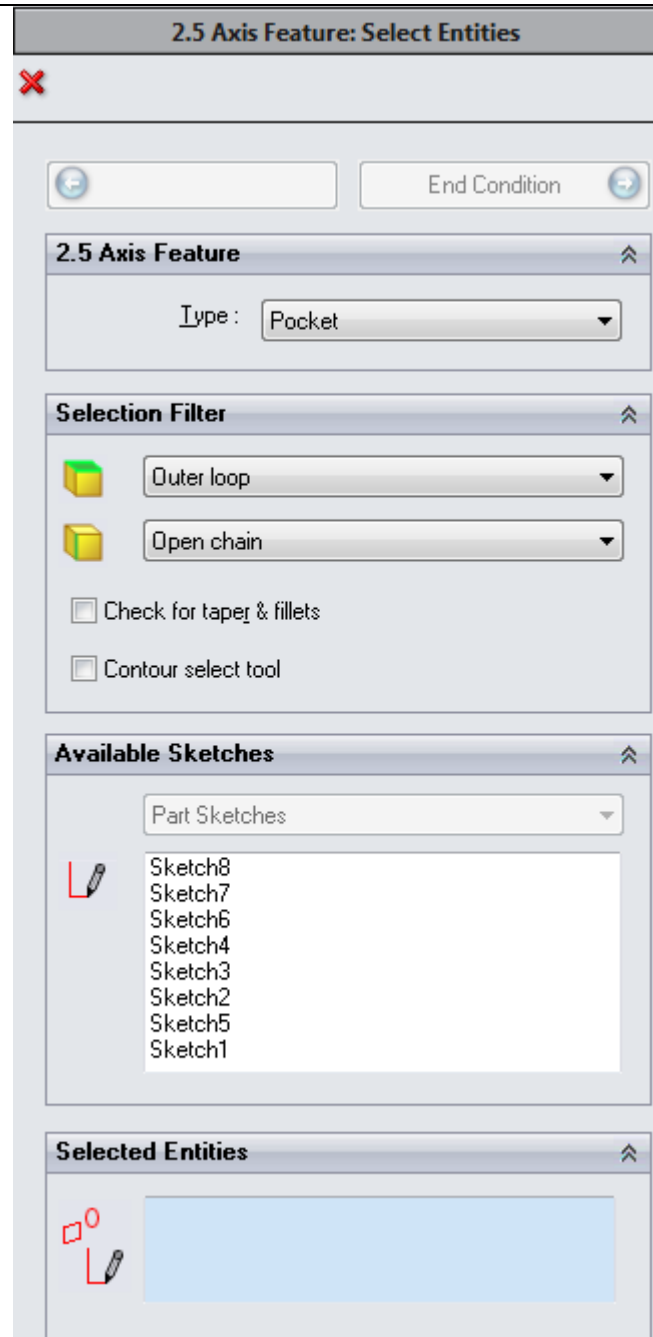 2.5 Axis Feature: Select Entities
End Condition
2.5 Axis Feature
Type :
Pocket
Selection Filter
Outer loop
Open chain
Check for taper & fillets
Contour select tool
Available Sketches
Part Sketches
Sketch8
Sketch7
Sketch6
Sketch4
Sketch3
Sketch2
Sketch5
Sketch1
Selected Entities